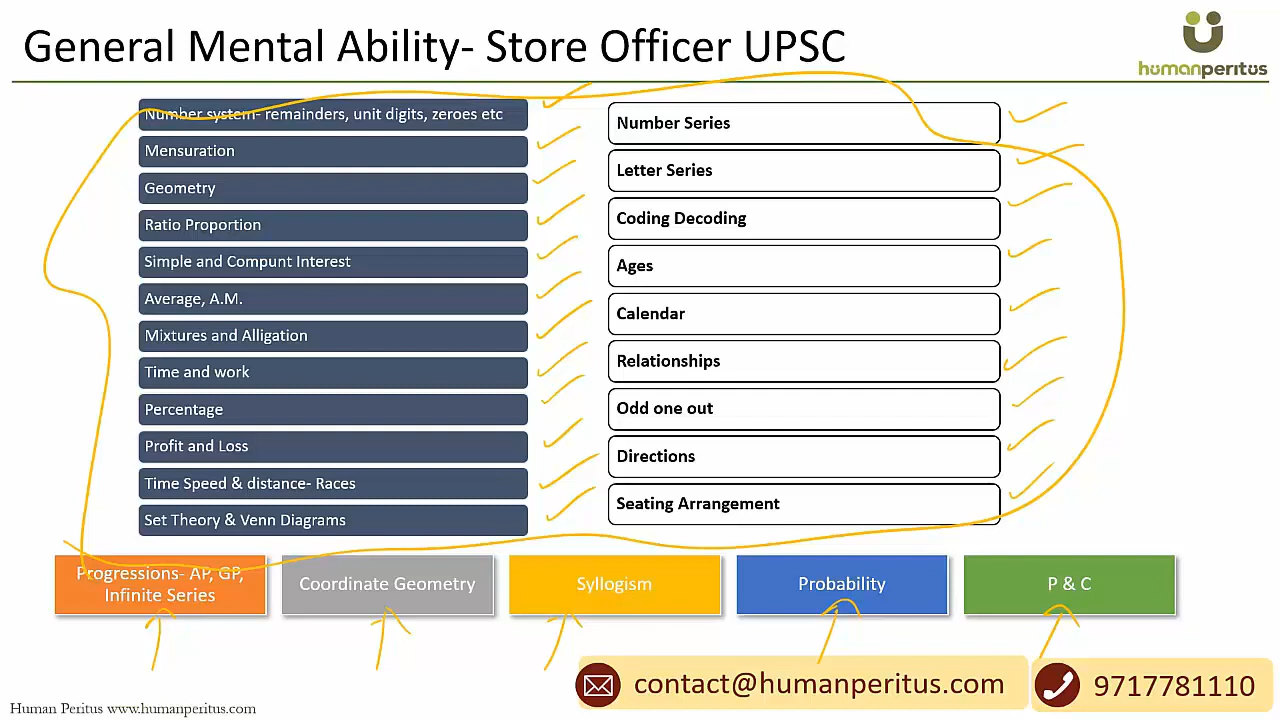 General Mental Ability- Store Officer UPSC
humanperitus
Number system- remainders, unit digits, zeroes etc
Mensuration
Geometry
Ratio Proportion
Simple and Compunt Interest
Average, A.M.
Mixtures and Alligation
Time and work
Percentage
Profit and Loss
Time Speed & distance- Races
Set Theory & Venn Diagrams
Number Series
Letter Series
Coding Decoding
Ages
Calendar
Relationships
Odd one out
Directions
Seating Arrangement
Progressions- AP, GP,
Infinite Series
Coordinate Geometry
Syllogism
Probability
P & C
contact@humanperitus.com
9717781110
Human Peritus www.humanperitus.com